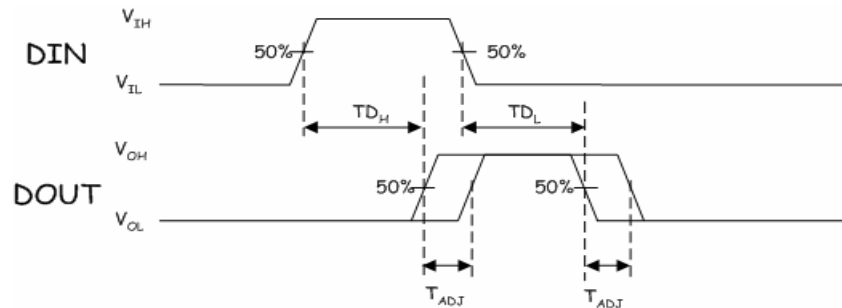 V_IH
DIN
50%
50%
V_IL
TD_H
TD_L
V_OH
DOUT
50%
50%
V_OL
T_ADJ
T_ADJ